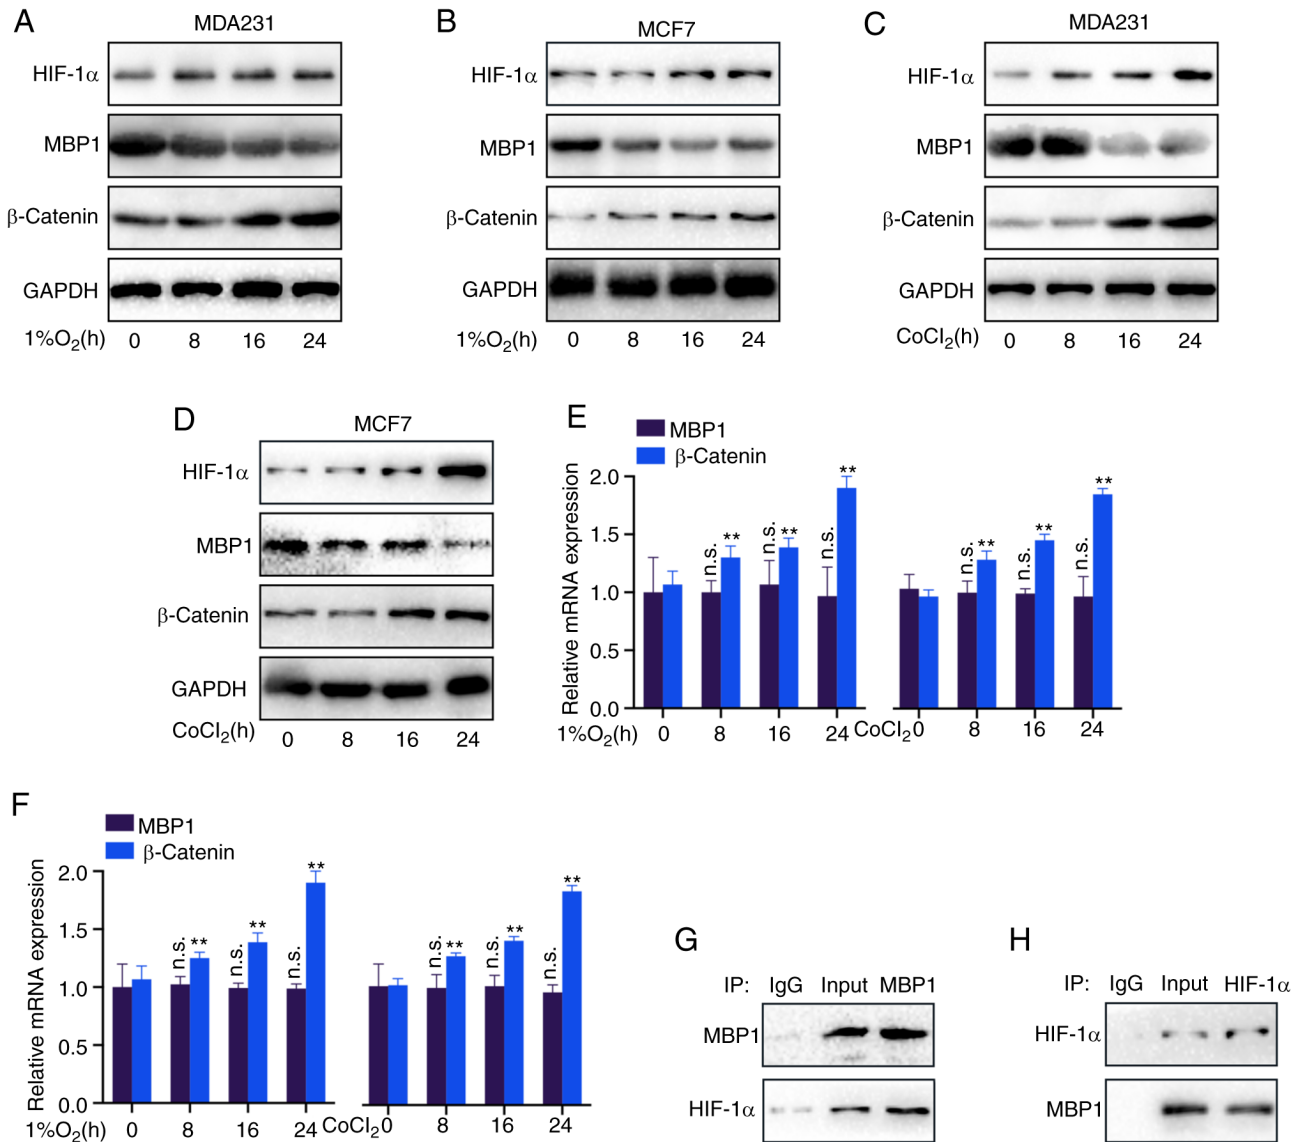 A
MDA231
HIF-1α
MBP1
β-Catenin
GAPDH
1%O₂(h) 0 8 16 24
B
MCF7
HIF-1α
MBP1
β-Catenin
GAPDH
1%O₂(h) 0 8 16 24
C
MDA231
HIF-1α
MBP1
β-Catenin
GAPDH
CoCl₂(h) 0 8 16 24
D
MCF7
HIF-1α
MBP1
β-Catenin
GAPDH
CoCl₂(h) 0 8 16 24
E
MBP1
β-Catenin
Relative mRNA expression
2.0
1.5
1.0
0.5
0.0
n.s. ** n.s. ** n.s. **
n.s. ** n.s. ** n.s. **
1%O₂(h) 0 8 16 24 CoCl₂0 8 16 24
F
MBP1
β-Catenin
Relative mRNA expression
2.0
1.5
1.0
0.5
0.0
n.s. ** n.s. ** n.s. **
n.s. ** n.s. ** n.s. **
1%O₂(h) 0 8 16 24 CoCl₂0 8 16 24
G
IP: IgG Input MBP1
MBP1
HIF-1α
H
IP: IgG Input HIF-1α
HIF-1α
MBP1